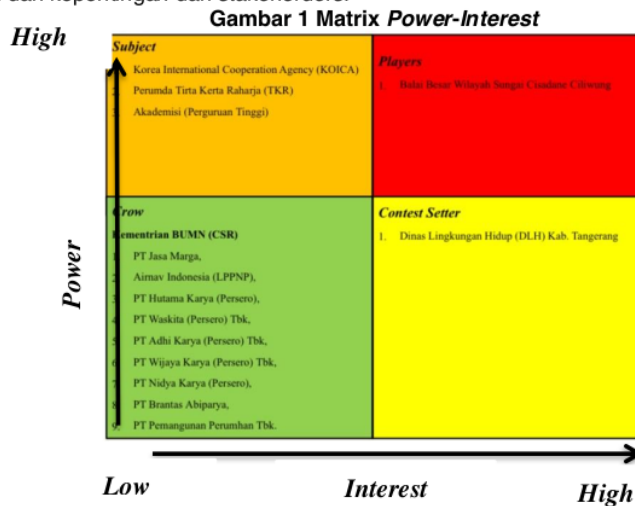 dan kepentingan dari stakeholders.
Gambar 1 Matrix Power-Interest
High
Subject
Korea International Cooperation Agency (KOICA)
2. Perumda Tirta Kerta Raharja (TKR)
3. Akademisi (Perguruan Tinggi)
Players
1. Balai Besar Wilayah Sungai Cisadane Ciliwung
Crow
Kementrian BUMN (CSR)
1. PT Jasa Marga,
2. Airnav Indonesia (LPPNP),
3. PT Hutama Karya (Persero),
4. PT Waskita (Persero) Tbk,
5. PT Adhi Karya (Persero) Tbk,
6. PT Wijaya Karya (Persero) Tbk,
7. PT Nidya Karya (Persero),
8. PT Brantas Abiparya,
9. PT Pemangunan Perumhan Tbk.
Contest Setter
1. Dinas Lingkungan Hidup (DLH) Kab. Tangerang
Power
Low Interest High